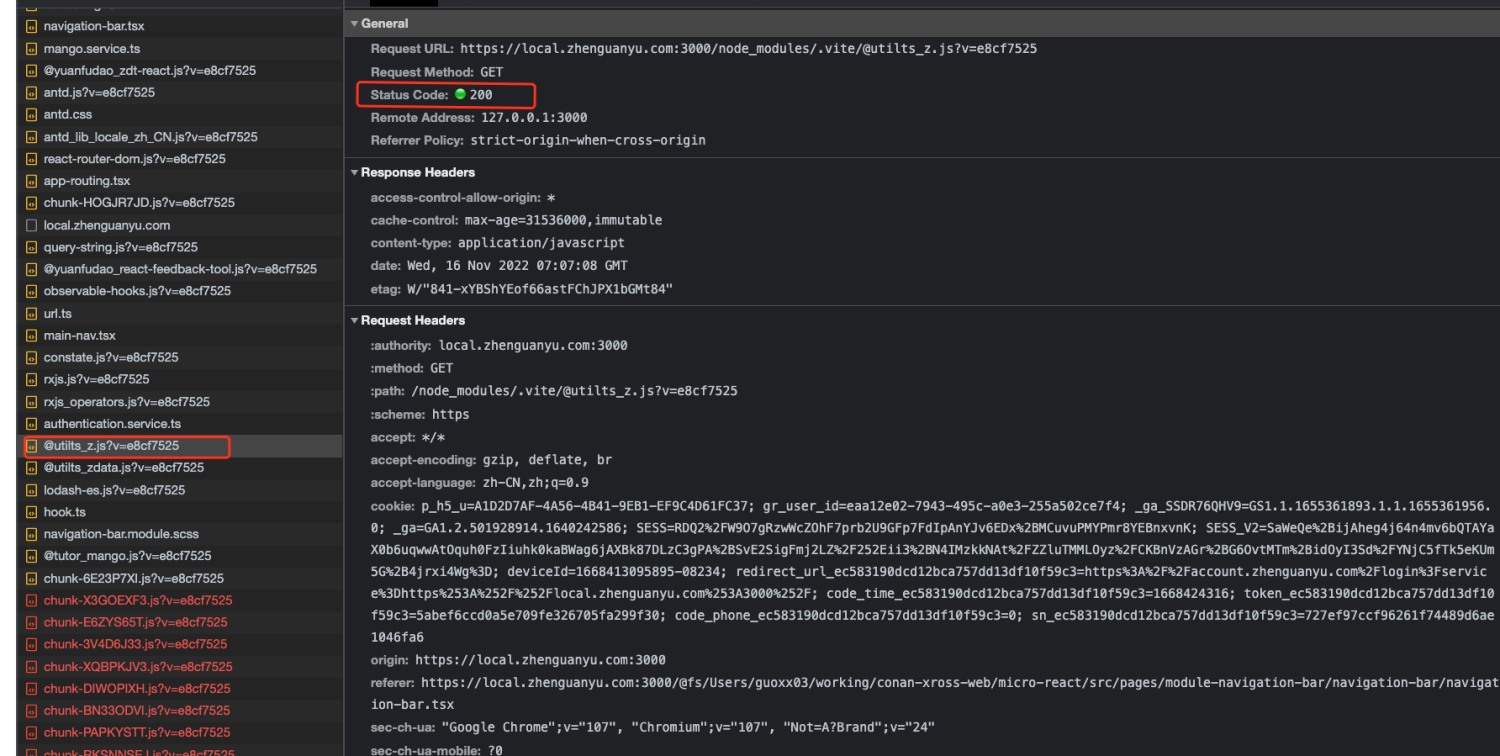 navigation-bar.tsx
mango.service.ts
@yuanfudao_zdt-react.js?v=e8cf7525
antd.js?v=e8cf7525
antd.css
antd_lib_locale_zh_CN.js?v=e8cf7525
react-router-dom.js?v=e8cf7525
app-routing.tsx
chunk-HOGJR7JD.js?v=e8cf7525
local.zhenguanyu.com
query-string.js?v=e8cf7525
@yuanfudao_react-feedback-tool.js?v=e8cf7525
observable-hooks.js?v=e8cf7525
url.ts
main-nav.tsx
constate.js?v=e8cf7525
rxjs.js?v=e8cf7525
rxjs_operators.js?v=e8cf7525
authentication.service.ts
@utilts_z.js?v=e8cf7525
@utilts_zdata.js?v=e8cf7525
lodash-es.js?v=e8cf7525
hook.ts
navigation-bar.module.scss
@tutor_mango.js?v=e8cf7525
chunk-6E23P7XI.js?v=e8cf7525
chunk-X3GOEXF3.js?v=e8cf7525
chunk-E6ZYS65T.js?v=e8cf7525
chunk-3V4D6J33.js?v=e8cf7525
chunk-XQBPKJV3.js?v=e8cf7525
chunk-DIWOPIXH.js?v=e8cf7525
chunk-BN33ODVI.js?v=e8cf7525
chunk-PAPKYSTT.js?v=e8cf7525
General
Request URL: https://local.zhenguanyu.com:3000/node_modules/.vite/@utilts_z.js?v=e8cf7525
Request Method: GET
Status Code: 200
Remote Address: 127.0.0.1:3000
Referrer Policy: strict-origin-when-cross-origin
Response Headers
access-control-allow-origin: *
cache-control: max-age=31536000,immutable
content-type: application/javascript
date: Wed, 16 Nov 2022 07:07:08 GMT
etag: W/"841-xYBShYEof66astFChJPX1bGMt84"
Request Headers
:authority: local.zhenguanyu.com:3000
:method: GET
:path: /node_modules/.vite/@utilts_z.js?v=e8cf7525
:scheme: https
accept: */*
accept-encoding: gzip, deflate, br
accept-language: zh-CN,zh;q=0.9
cookie: p_h5_u=A1D2D7AF-4A56-4B41-9EB1-EF9C4D61FC37; gr_user_id=eaa12e02-7943-495c-a0e3-255a502ce7f4; _ga_SSDR76QHV9=GS1.1.1655361893.1.1.1655361956.
0; _ga=GA1.2.501928914.1640242586; SESS=RDQ2%2FW9O7gRzwWcZOhF7prb2U9GFp7FdIpAnYJv6EDx%2BMCuvuPMYPmr8YEBnxvnK; SESS_V2=SaWeQe%2BijAheg4j64n4mv6bQTAYa
X0b6uqwwAtOquh0FzIiuhk0kaBWag6jAXBk87DLzC3gPA%2BSvE2SigFmj2LZ%2F252Eii3%2BN4IMzkkNAt%2FZZluTMMLOyz%2FCKBnVzAGr%2BG6OvtMTm%2BidOyI3Sd%2FYNjC5fTk5eKUm
5G%2B4jrxi4Wg%3D; deviceId=1668413095895-08234; redirect_url_ec583190dcd12bca757dd13df10f59c3=https%3A%2F%2Faccount.zhenguanyu.com%2Flogin%3Fservic
e%3Dhttps%253A%252F%252Flocal.zhenguanyu.com%253A3000%252F; code_time_ec583190dcd12bca757dd13df10f59c3=1668424316; token_ec583190dcd12bca757dd13df10
f59c3=5abef6ccd0a5e709fe326705fa299f30; code_phone_ec583190dcd12bca757dd13df10f59c3=0; sn_ec583190dcd12bca757dd13df10f59c3=727ef97ccf96261f74489d6ae
1046fa6
origin: https://local.zhenguanyu.com:3000
referer: https://local.zhenguanyu.com:3000/@fs/Users/guoxx03/working/conan-xross-web/micro-react/src/pages/module-navigation-bar/navigation-bar/navigat
ion-bar.tsx
sec-ch-ua: "Google Chrome";v="107", "Chromium";v="107", "Not=A?Brand";v="24"
sec-ch-ua-mobile: ?0